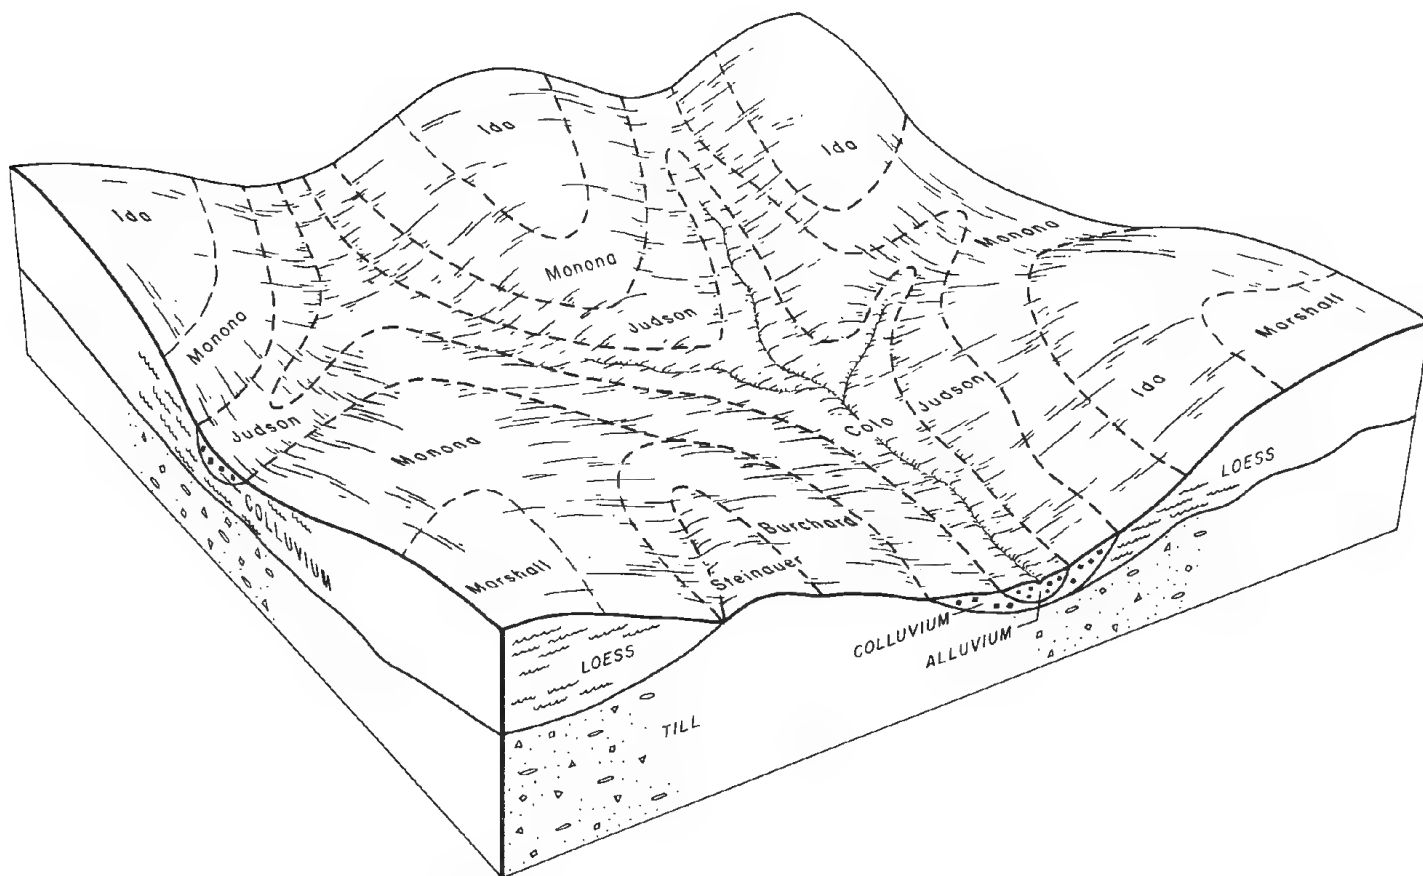 Ida
Ida
Ida
Monona
Monona
Monona
Marshall
Judson
Judson
Ida
Judson
Colo
Monona
LOESS
COLLUVIUM
Burchard
Marshall
Steinauer
COLLUVIUM
ALLUVIUM
LOESS
TILL